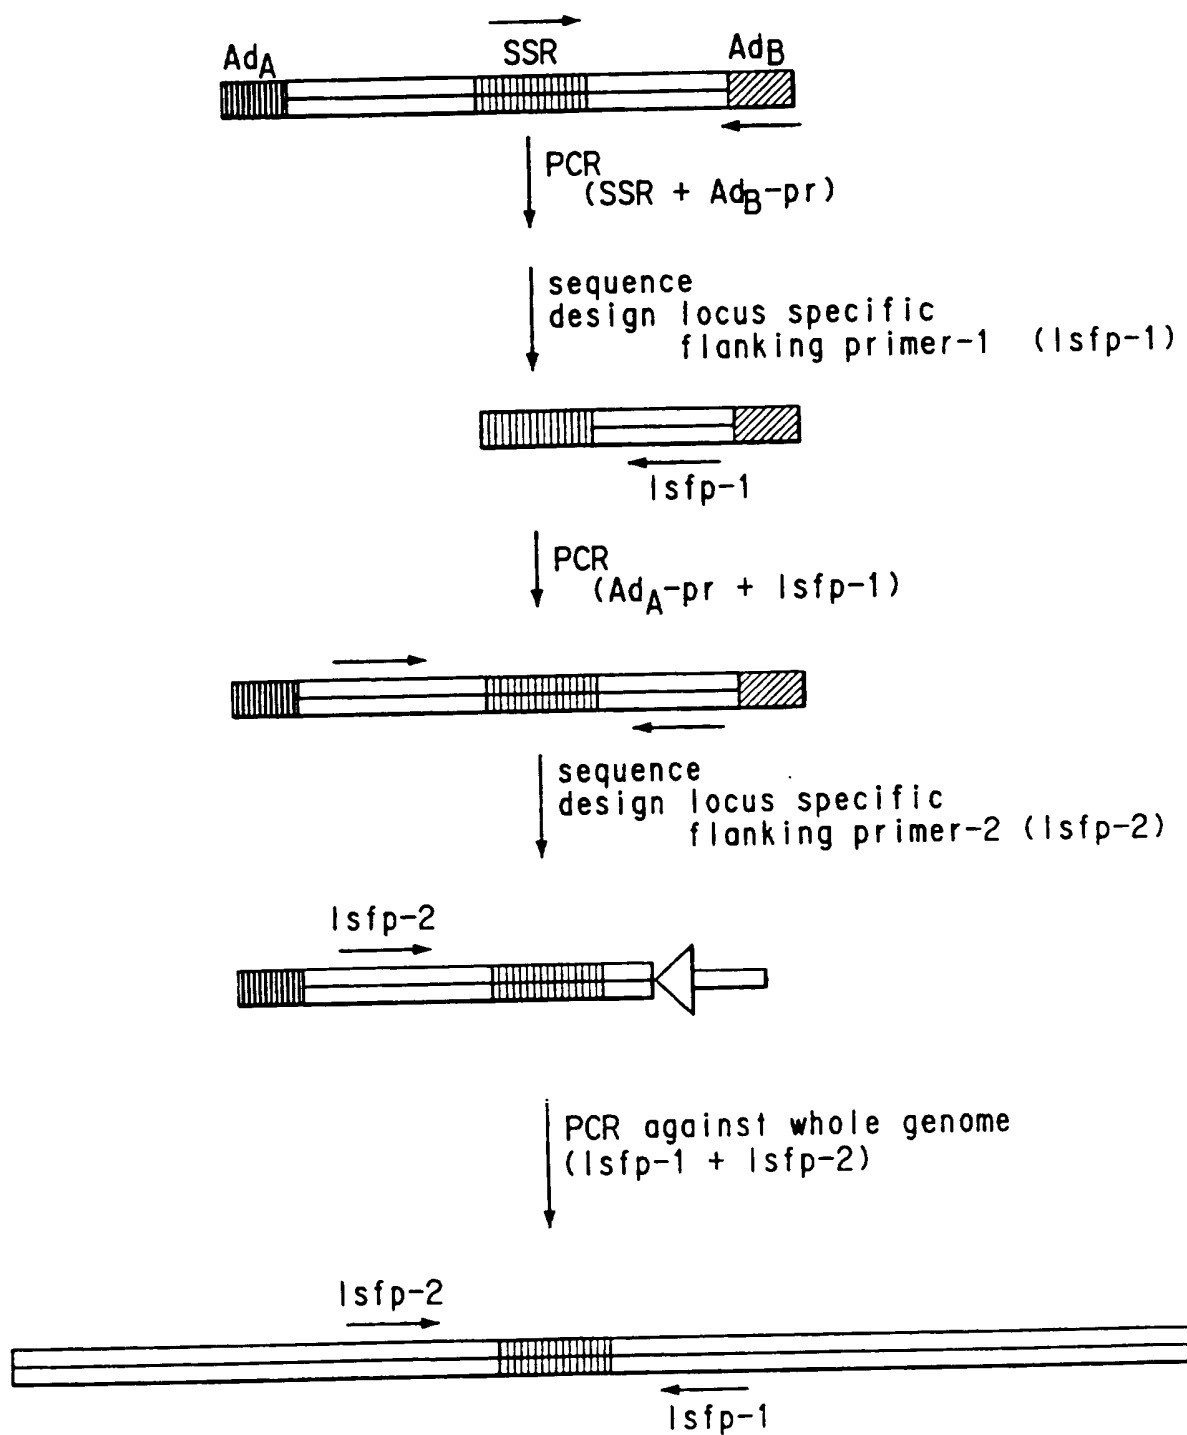 AdA SSR AdB
PCR
(SSR + AdB-pr)
sequence
design locus specific
flanking primer-1 (lsfp-1)
lsfp-1
PCR
(AdA-pr + lsfp-1)
sequence
design locus specific
flanking primer-2 (lsfp-2)
lsfp-2
PCR against whole genome
(lsfp-1 + lsfp-2)
lsfp-2
lsfp-1